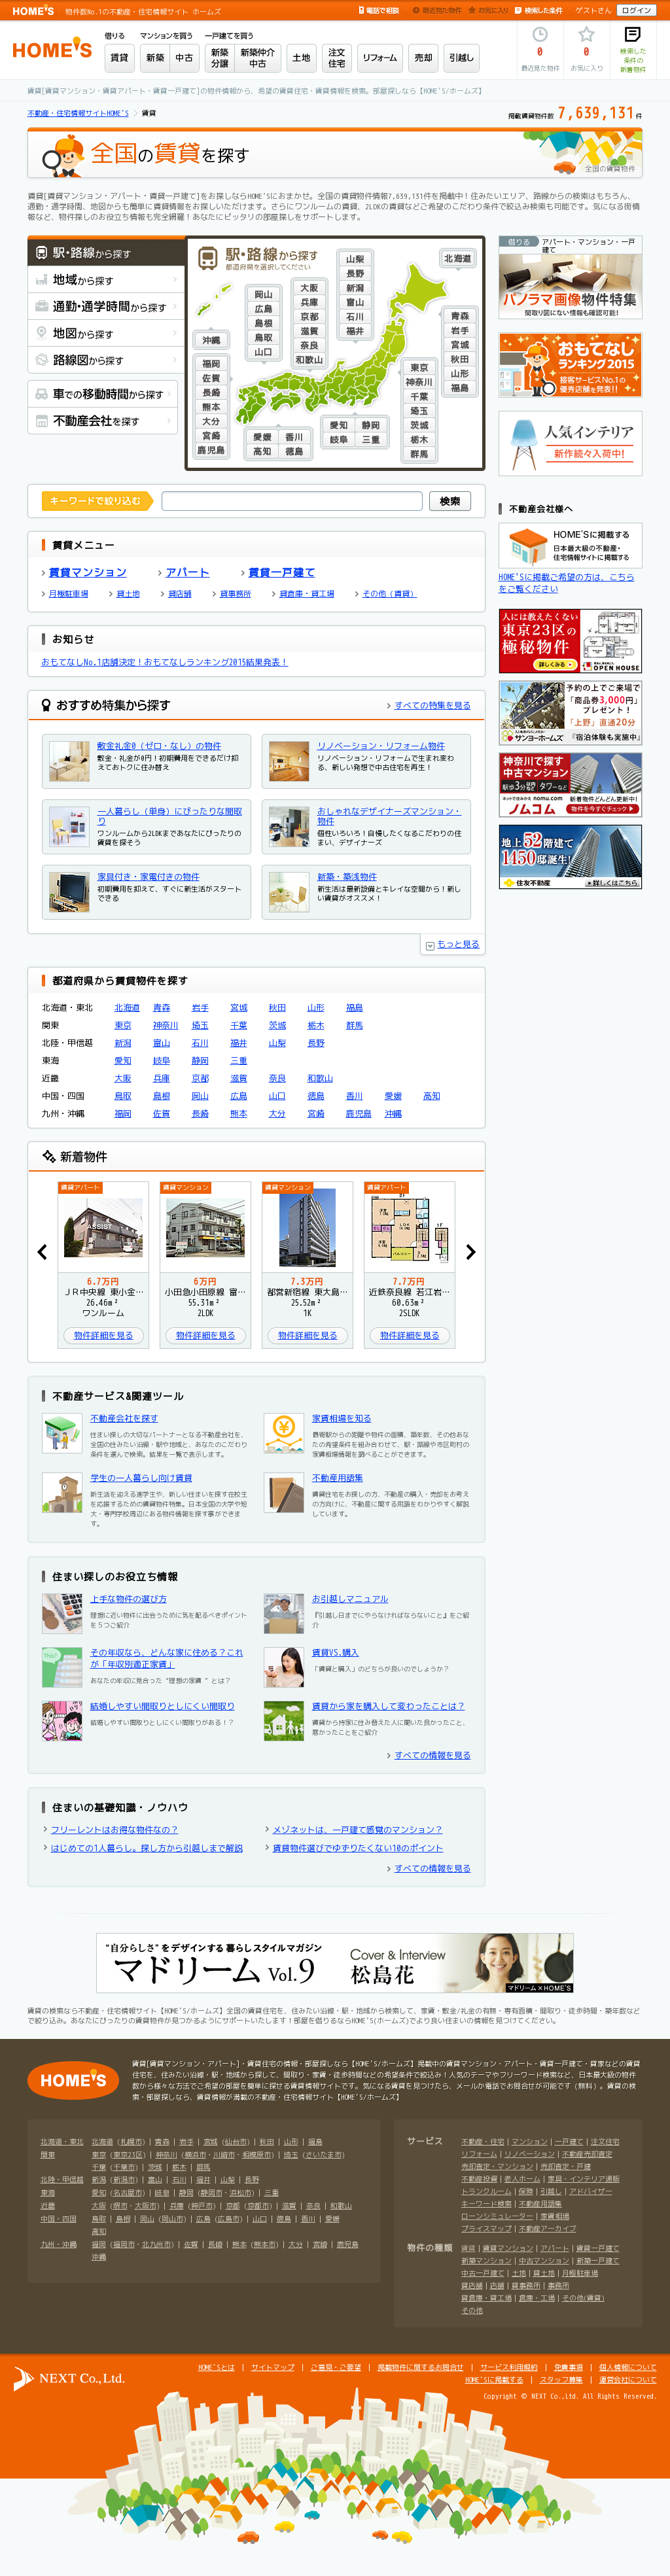 HOME'S 物件数No.1の不動産・住宅情報サイト ホームズ
電話で相談 最近見た物件 お気に入り 検索した条件 ゲストさん ログイン
HOME'S
借りる マンションを買う 一戸建てを買う
賃貸 新築 中古 新築分譲 新築仲介中古 土地 注文住宅 リフォーム 売却 引越し
0 最近見た物件
0 お気に入り
検索した条件の新着物件
賃貸[賃貸マンション・賃貸アパート・賃貸一戸建て]の物件情報から、希望の賃貸住宅・賃貸情報を検索。部屋探しなら【HOME'S/ホームズ】
不動産・住宅情報サイトHOME'S 賃貸
掲載賃貸物件数 7,639,131件
全国の賃貸を探す
全国の賃貸物件
賃貸[賃貸マンション・アパート・賃貸一戸建て]をお探しならHOME'Sにおまかせ。全国の賃貸物件情報7,639,131件を掲載中！住みたいエリア、路線からの検索はもちろん、
通勤・通学時間、地図からも簡単に賃貸情報をお探しいただけます。さらにワンルームの賃貸、2LDKの賃貸などご希望のこだわり条件で絞込み検索も可能です。気になる街情
報など、物件探しのお役立ち情報も完全網羅！あなたにピッタリの部屋探しをサポートします。
駅・路線から探す
地域から探す
通勤・通学時間から探す
地図から探す
路線図から探す
車での移動時間から探す
不動産会社を探す
駅・路線から探す
都道府県から選択してください
北海道
青森 岩手 宮城 秋田 山形 福島
山梨 長野 新潟 富山 石川 福井
大阪 兵庫 京都 滋賀 奈良 和歌山
岡山 広島 島根 鳥取 山口
沖縄
福岡 佐賀 長崎 熊本 大分 宮崎 鹿児島
東京 神奈川 千葉 埼玉 茨城 栃木 群馬
愛知 静岡 岐阜 三重
愛媛 香川 高知 徳島
借りる アパート・マンション・一戸建て
パノラマ画像物件特集
間取り図にない情報も確認可能！
おもてなしランキング2015
接客サービスNo.1の優秀店舗を発表!!
人気インテリア
新作続々入荷中！
キーワードで絞り込む 検索
不動産会社様へ
HOME'Sに掲載する
日本最大級の不動産・住宅情報サイトに掲載する
HOME'Sに掲載ご希望の方は、こちらをご覧ください
賃貸メニュー
賃貸マンション アパート 賃貸一戸建て
月極駐車場 貸土地 貸店舗 貸事務所 貸倉庫・貸工場 その他（賃貸）
人には教えたくない
東京23区の極秘物件
詳しくみる OPEN HOUSE
お知らせ
おもてなしNo.1店舗決定！おもてなしランキング2015結果発表！
予約の上でご来場で「商品券3,000円」プレゼント！
「上野」直通20分
サンヨーホームズ 「宿泊体験も実施中」
おすすめ特集から探す すべての特集を見る
敷金礼金0（ゼロ・なし）の物件
敷金・礼金が0円！初期費用をできるだけ抑えておトクに住み替え
リノベーション・リフォーム物件
リノベーション・リフォームで生まれ変わる、新しい発想で中古住宅を再生！
一人暮らし（単身）にぴったりな間取り
ワンルームから2LDKまであなたにぴったりの賃貸を探そう
おしゃれなデザイナーズマンション・物件
個性いろいろ！自慢したくなるこだわりの住まい、デザイナーズ
家具付き・家電付きの物件
初期費用を抑えて、すぐに新生活がスタートできる
新築・築浅物件
新生活は最新設備とキレイな空間から！新しい賃貸がオススメ！
もっと見る
神奈川で探す中古マンション
駅歩3分 タワーなど
ネットで住みかえ nomu.com
ノムコム 新着物件どんどん更新中！
物件を今すぐチェック
地上52階建て 1450邸誕生！
住友不動産 詳しくはこちら
都道府県から賃貸物件を探す
北海道・東北 北海道 青森 岩手 宮城 秋田 山形 福島
関東 東京 神奈川 埼玉 千葉 茨城 栃木 群馬
北陸・甲信越 新潟 富山 石川 福井 山梨 長野
東海 愛知 岐阜 静岡 三重
近畿 大阪 兵庫 京都 滋賀 奈良 和歌山
中国・四国 鳥取 島根 岡山 広島 山口 徳島 香川 愛媛 高知
九州・沖縄 福岡 佐賀 長崎 熊本 大分 宮崎 鹿児島 沖縄
新着物件
賃貸アパート ASSIST 6.7万円 ＪＲ中央線 東小金… 26.46m² ワンルーム 物件詳細を見る
賃貸マンション 6万円 小田急小田原線 富… 55.31m² 2LDK 物件詳細を見る
賃貸マンション 7.3万円 都営新宿線 東大島… 25.52m² 1K 物件詳細を見る
賃貸アパート 7.7万円 近鉄奈良線 若江岩… 60.63m² 2SLDK 物件詳細を見る
不動産サービス&関連ツール
不動産会社を探す
住まい探しの大切なパートナーとなる不動産会社を、全国の住みたい沿線・駅や地域と、あなたのこだわり条件を選んで検索。結果を一覧で表示します。
家賃相場を知る
最寄駅からの距離や物件の面積、築年数、その他あなたの希望条件を組み合わせて、駅・路線や市区町村の家賃相場情報を調べることができます。
学生の一人暮らし向け賃貸
新生活を迎える進学生や、新しい住まいを探す在校生を応援するための賃貸物件特集。日本全国の大学や短大・専門学校周辺にある物件情報を探す事ができます。
不動産用語集
賃貸住宅をお探しの方、不動産の購入・売却をお考えの方向けに、不動産に関する用語をわかりやすく解説しています。
住まい探しのお役立ち情報
上手な物件の選び方
理想に近い物件に出会うために気を配るべきポイントを５つご紹介
お引越しマニュアル
『引越し日までにやらなければならないこと』をご紹介
その年収なら、どんな家に住める？これが「年収別適正家賃」
あなたの年収に見合った“理想の家賃”とは？
賃貸VS.購入
「賃貸と購入」のどちらが良いのでしょうか？
結婚しやすい間取りとしにくい間取り
結婚しやすい間取りとしにくい間取りがある！？
賃貸から家を購入して変わったことは？
賃貸から持家に住み替えた人に聞いた良かったこと、悪かったことをご紹介
すべての情報を見る
住まいの基礎知識・ノウハウ
フリーレントはお得な物件なの？
メゾネットは、一戸建て感覚のマンション？
はじめての1人暮らし。探し方から引越しまで解説
賃貸物件選びでゆずりたくない10のポイント
すべての情報を見る
“自分らしさ”をデザインする暮らしスタイルマガジン
マドリーム Vol.9
Cover & Interview 松島花
マドリーム×HOME'S
賃貸の検索なら不動産・住宅情報サイト【HOME'S/ホームズ】全国の賃貸住宅を、住みたい沿線・駅・地域から検索して、家賃・敷金/礼金の有無・専有面積・間取り・徒歩時間・築年数など
で絞り込み。あなたにぴったりの賃貸物件が見つかるようにサポートいたします！部屋を借りるならHOME'S(ホームズ)でより良い住まいの情報を見つけてください。
HOME'S
賃貸[賃貸マンション・賃貸アパート]・賃貸住宅の情報・部屋探しなら【HOME'S/ホームズ】掲載中の賃貸マンション・アパート・賃貸一戸建て・貸家などの賃貸
住宅を、住みたい沿線・駅・地域から探して、間取り・家賃・徒歩時間などの希望条件で絞込み！人気のテーマやフリーワード検索など、日本最大級の物件
数から様々な方法でご希望の部屋を簡単に探せる賃貸情報サイトです。気になる賃貸を見つけたら、メールか電話でお問合せが可能です(無料)。賃貸の検
索・部屋探しなら、賃貸情報が満載の不動産・住宅情報サイト【HOME'S/ホームズ】
北海道・東北 北海道(札幌市) | 青森 | 岩手 | 宮城(仙台市) | 秋田 | 山形 | 福島
関東 東京(東京23区) | 神奈川(横浜市・川崎市・相模原市) | 埼玉(さいたま市)
千葉(千葉市) | 茨城 | 栃木 | 群馬
北陸・甲信越 新潟(新潟市) | 富山 | 石川 | 福井 | 山梨 | 長野
東海 愛知(名古屋市) | 岐阜 | 静岡(静岡市・浜松市) | 三重
近畿 大阪(堺市・大阪市) | 兵庫(神戸市) | 京都(京都市) | 滋賀 | 奈良 | 和歌山
中国・四国 鳥取 | 島根 | 岡山(岡山市) | 広島(広島市) | 山口 | 徳島 | 香川 | 愛媛
高知
九州・沖縄 福岡(福岡市・北九州市) | 佐賀 | 長崎 | 熊本(熊本市) | 大分 | 宮崎 | 鹿児島
沖縄
サービス 不動産・住宅 | マンション | 一戸建て | 注文住宅
リフォーム | リノベーション | 不動産売却査定
売却査定・マンション | 売却査定・戸建
不動産投資 | 老人ホーム | 家具・インテリア通販
トランクルーム | 保険 | 引越し | アドバイザー
キーワード検索 | 不動産用語集
ローンシミュレーター | 家賃相場
プライスマップ | 不動産アーカイブ
物件の種類 賃貸 | 賃貸マンション | アパート | 賃貸一戸建て
新築マンション | 中古マンション | 新築一戸建て
中古一戸建て | 土地 | 貸土地 | 月極駐車場
貸店舗 | 店舗 | 貸事務所 | 事務所
貸倉庫・貸工場 | 倉庫・工場 | その他(賃貸)
その他
NEXT Co.,Ltd.
HOME'Sとは | サイトマップ | ご意見・ご要望 | 掲載物件に関するお問合せ | サービス利用規約 | 免責事項 | 個人情報について
HOME'Sに掲載する | スタッフ募集 | 運営会社について
Copyright © NEXT Co.,Ltd. All Rights Reserved.